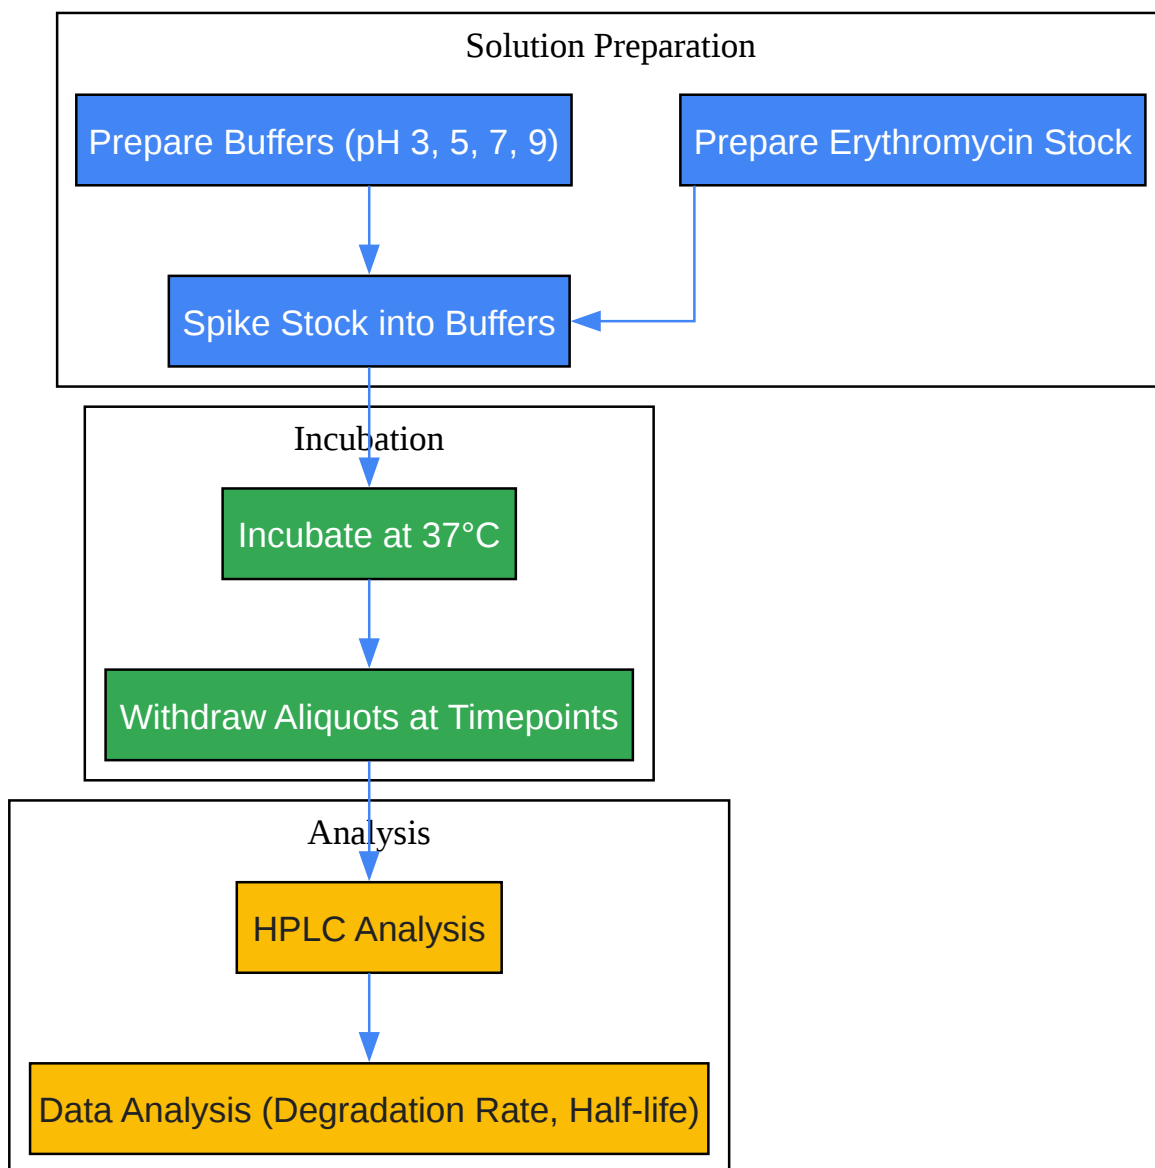 Solution Preparation
Prepare Buffers (pH 3, 5, 7, 9)
Prepare Erythromycin Stock
Spike Stock into Buffers
Incubation
Incubate at 37°C
Withdraw Aliquots at Timepoints
Analysis
HPLC Analysis
Data Analysis (Degradation Rate, Half-life)